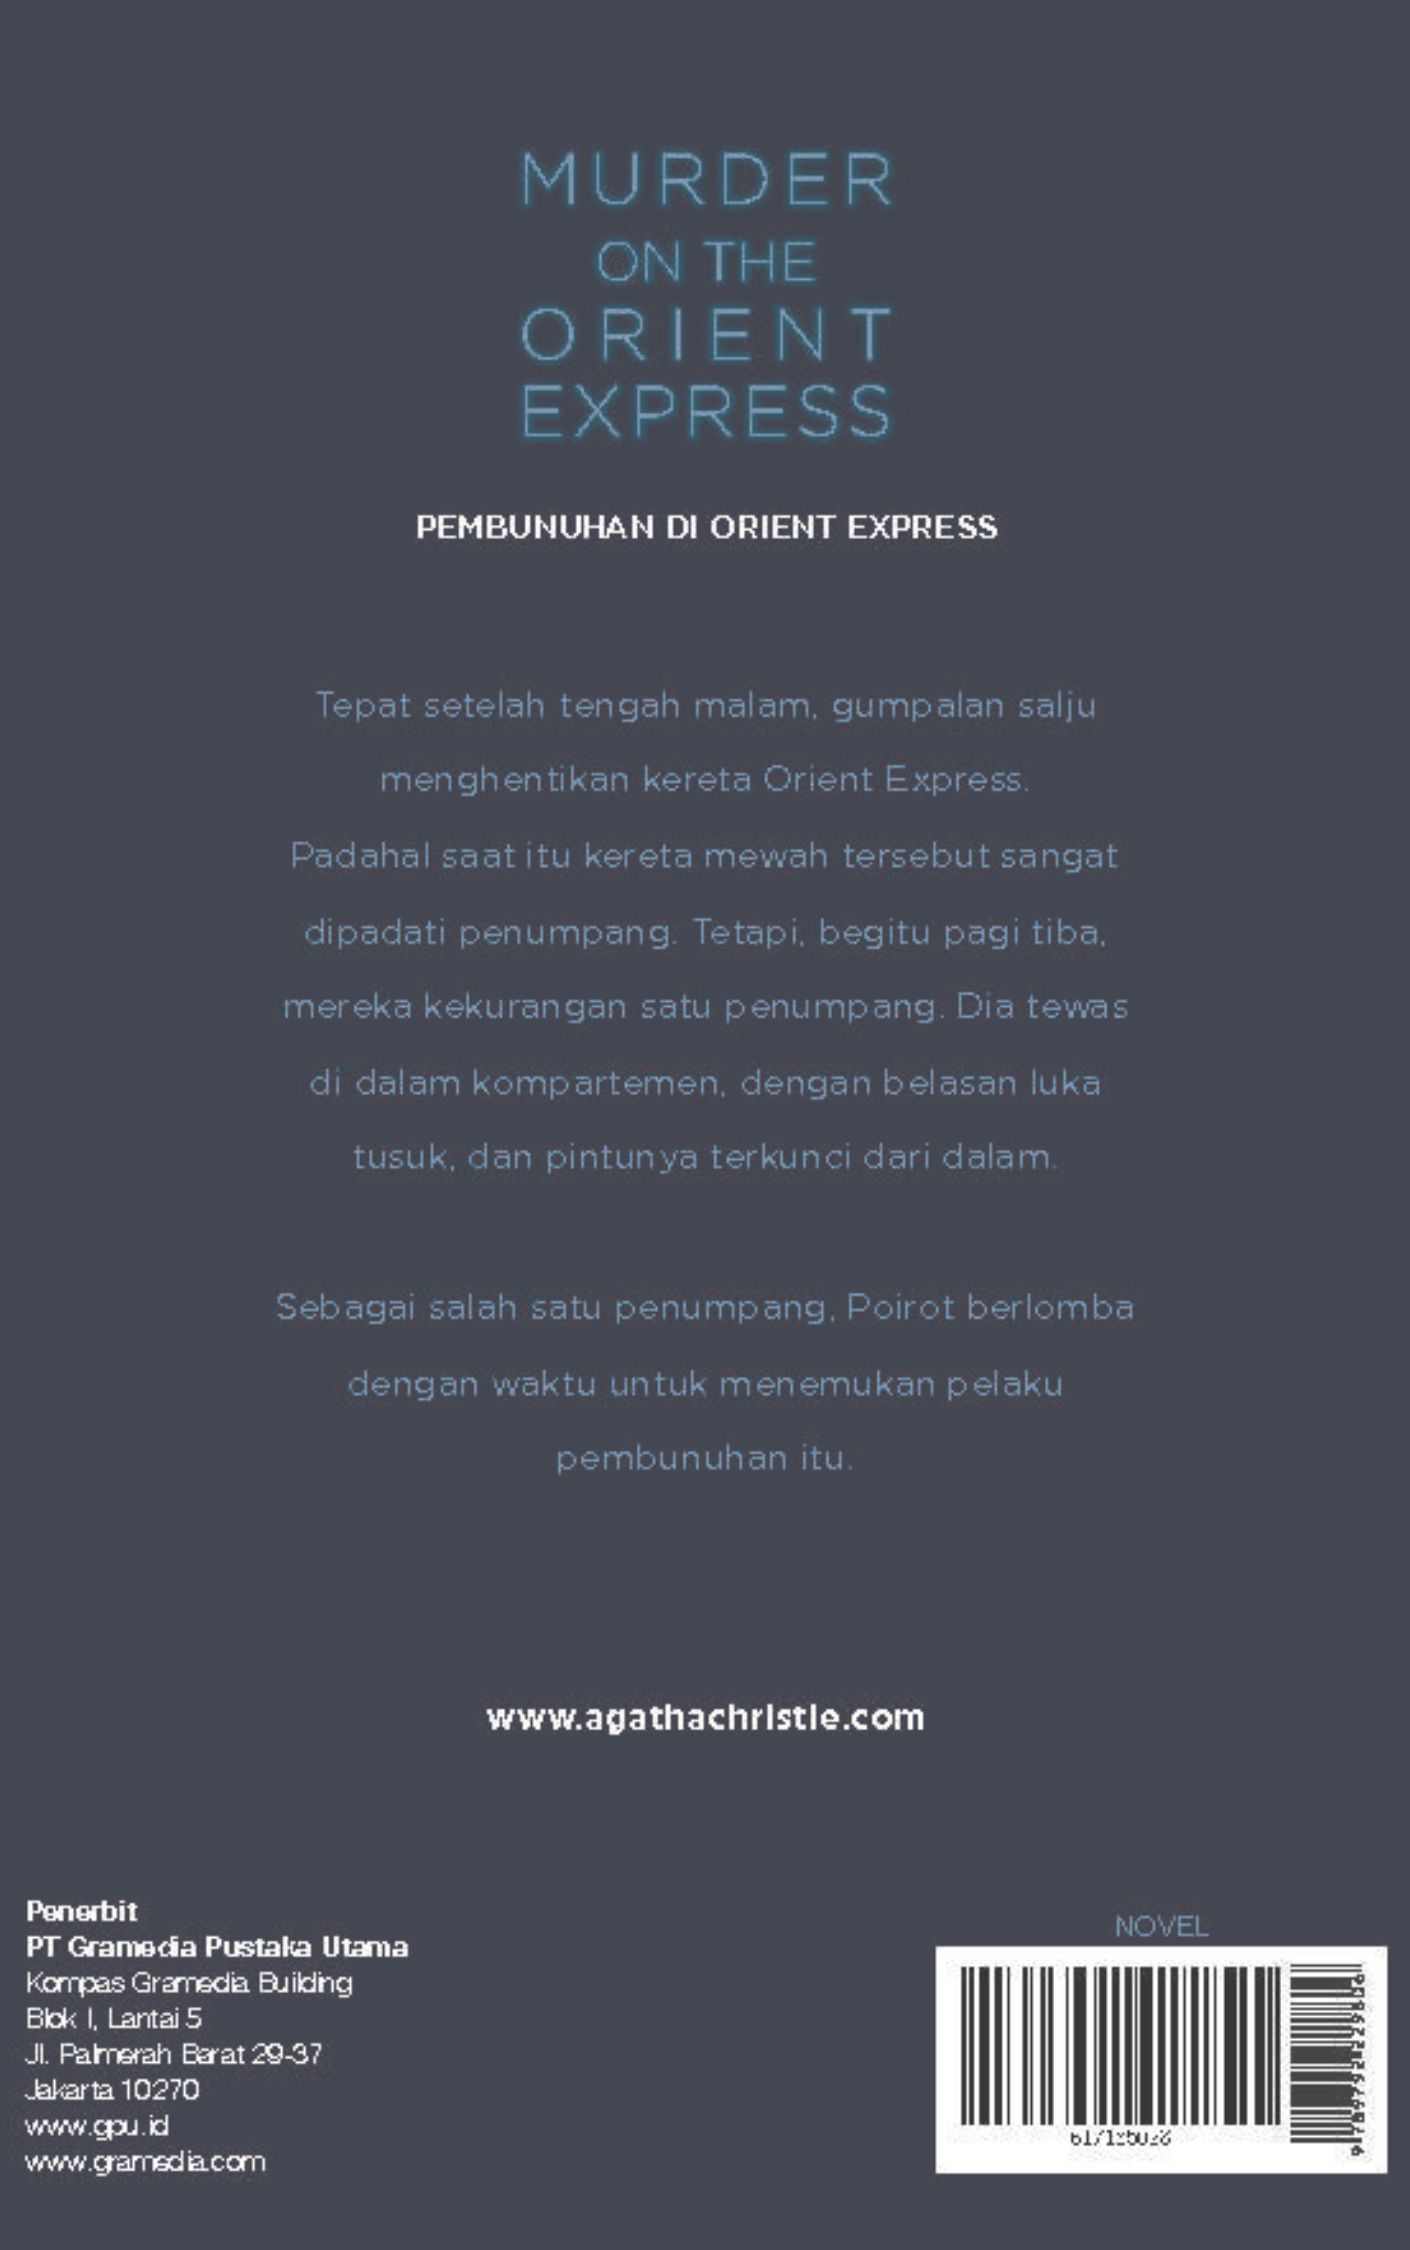 MURDER
ON THE
ORIENT
EXPRESS
PEMBUNUHAN DI ORIENT EXPRESS
Tepat setelah tengah malam, gumpalan salju
menghentikan kereta Orient Express.
Padahal saat itu kereta mewah tersebut sangat
dipadati penumpang. Tetapi, begitu pagi tiba,
mereka kekurangan satu penumpang. Dia tewas
di dalam kompartemen, dengan belasan luka
tusuk, dan pintunya terkunci dari dalam.
Sebagai salah satu penumpang, Poirot berlomba
dengan waktu untuk menemukan pelaku
pembunuhan itu.
www.agathachristie.com
Penerbit
PT Gramedia Pustaka Utama
Kompas Gramedia Building
Blok I, Lantai 5
Jl. Palmerah Barat 29-37
Jakarta 10270
www.gpu.id
www.gramedia.com
NOVEL